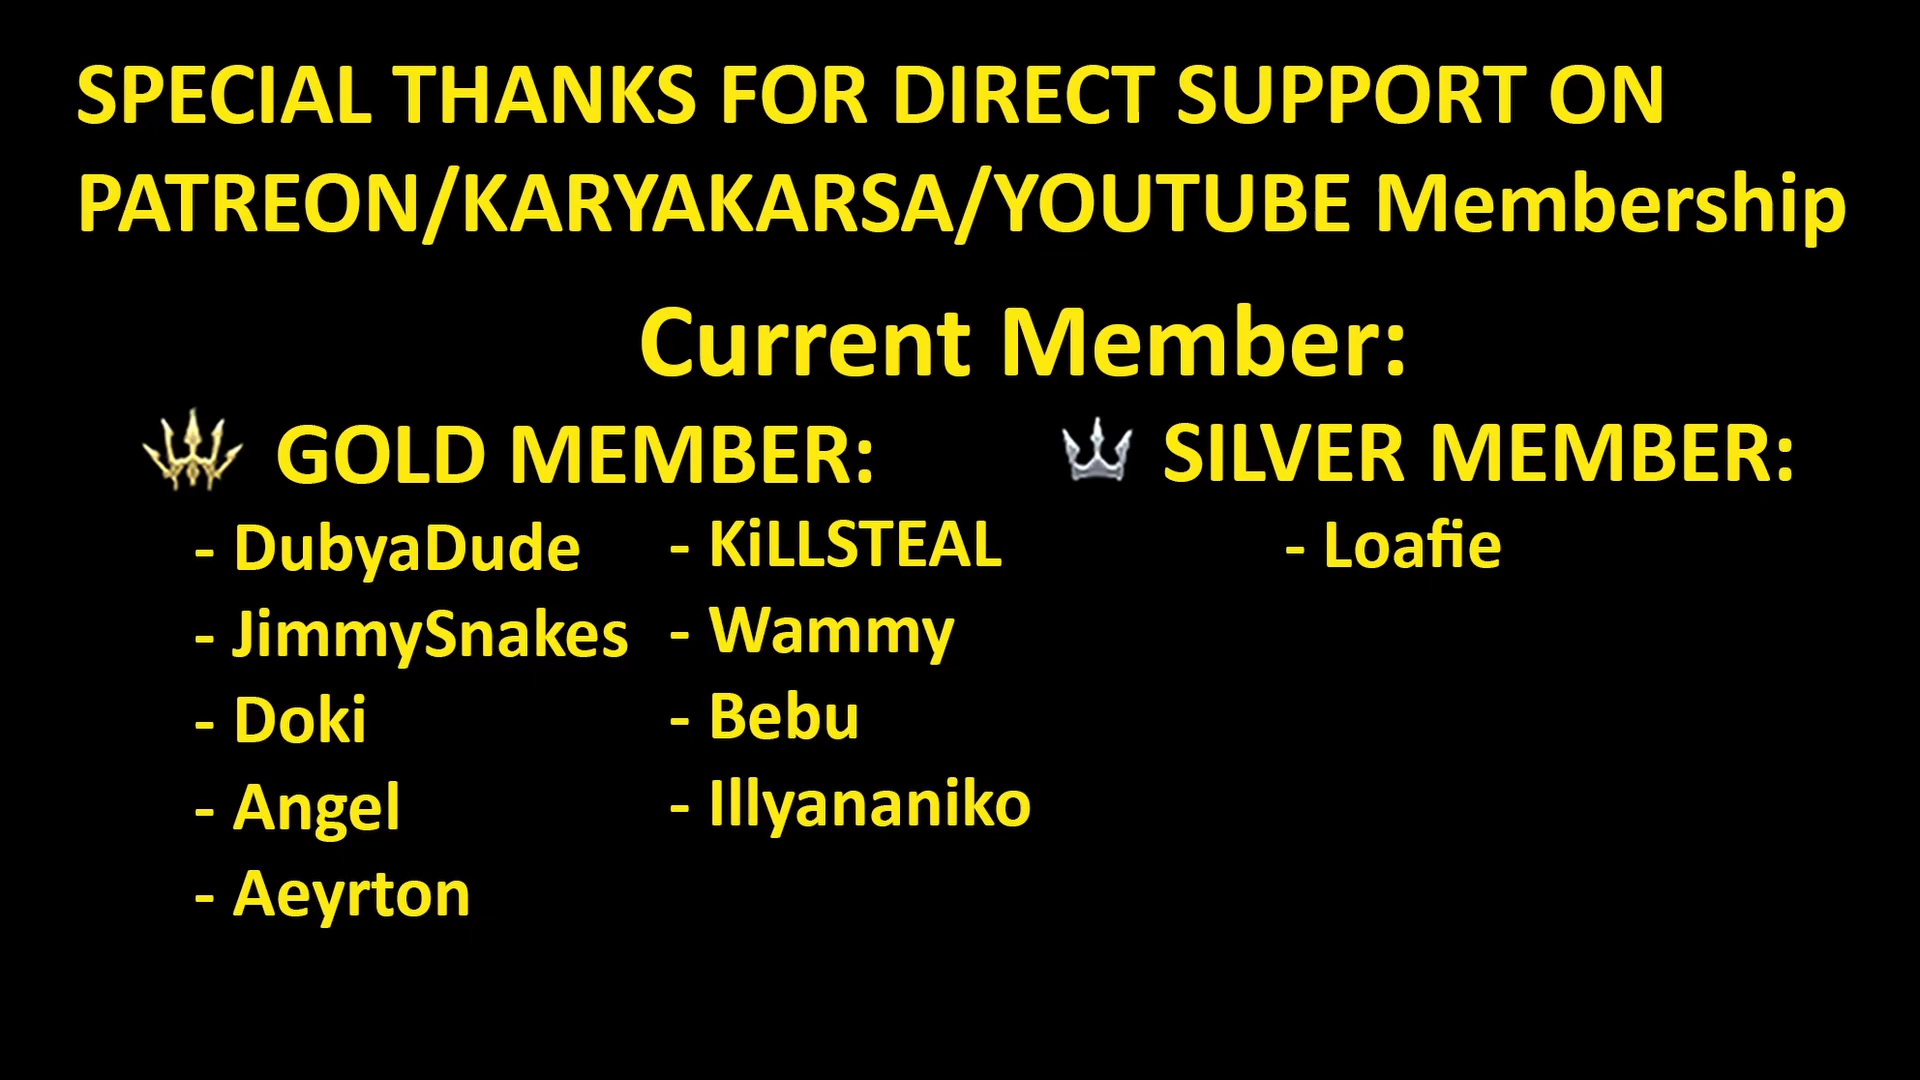 SPECIAL THANKS FOR DIRECT SUPPORT ON
PATREON/KARYAKARSA/YOUTUBE Membership
Current Member:
GOLD MEMBER:
- DubyaDude
- JimmySnakes
- Doki
- Angel
- Aeyrton
- KiLLSTEAL
- Wammy
- Bebu
- Illyananiko
SILVER MEMBER:
- Loafie